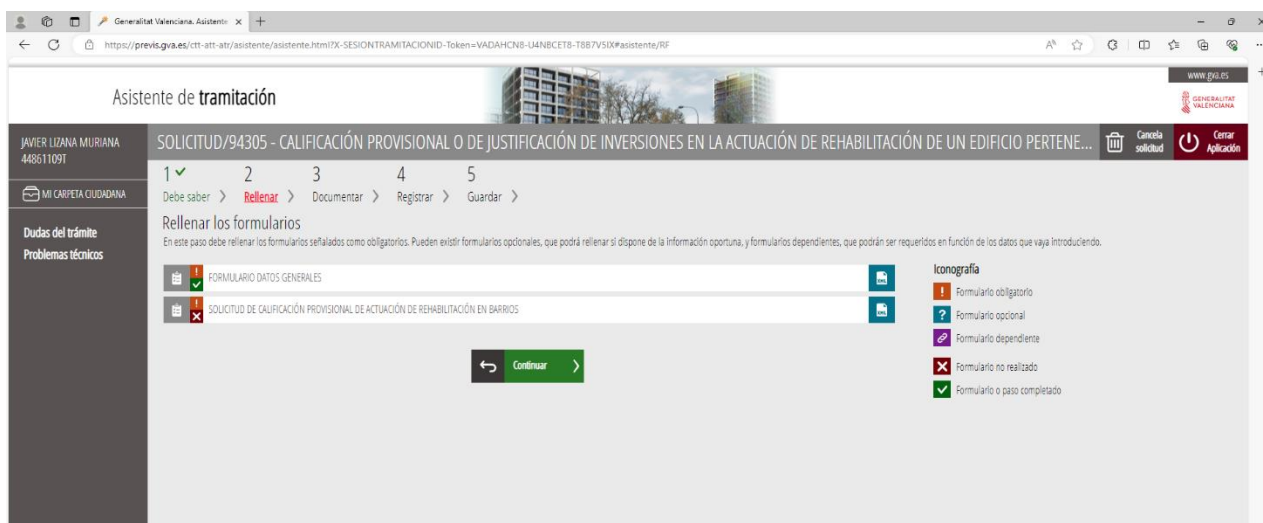 Generalitat Valenciana. Asistente
https://previs.gva.es/ctt-att-atr/asistente/asistente.html?X-SESIONTRAMITACIONID-Token=VADAHCN8-U4N8CET8-T8B7V5IX#asistente/RF
www.gva.es
Asistente de tramitación
GENERALITAT
VALENCIANA
JAVIER LIZANA MURIANA
44861109T
SOLICITUD/94305 - CALIFICACIÓN PROVISIONAL O DE JUSTIFICACIÓN DE INVERSIONES EN LA ACTUACIÓN DE REHABILITACIÓN DE UN EDIFICIO PERTENE...
Cancela
solicitud
Cerrar
Aplicación
MI CARPETA CIUDADANA
Dudas del trámite
Problemas técnicos
1 2 3 4 5
Debe saber Rellenar Documentar Registrar Guardar
Rellenar los formularios
En este paso debe rellenar los formularios señalados como obligatorios. Pueden existir formularios opcionales, que podrá rellenar si dispone de la información oportuna, y formularios dependientes, que podrán ser requeridos en función de los datos que vaya introduciendo.
FORMULARIO DATOS GENERALES
SOLICITUD DE CALIFICACIÓN PROVISIONAL DE ACTUACIÓN DE REHABILITACIÓN EN BARRIOS
Continuar
Iconografía
Formulario obligatorio
Formulario opcional
Formulario dependiente
Formulario no realizado
Formulario o paso completado